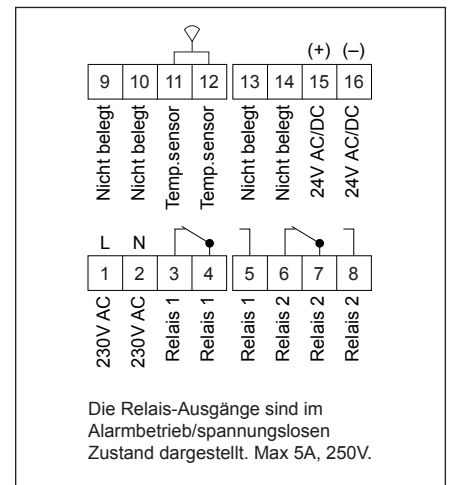 (+) (–)
9 10 11 12 13 14 15 16
Nicht belegt
Nicht belegt
Temp.sensor
Temp.sensor
Nicht belegt
Nicht belegt
24V AC/DC
24V AC/DC
L N
1 2 3 4 5 6 7 8
230V AC
230V AC
Relais 1
Relais 1
Relais 1
Relais 2
Relais 2
Relais 2
Die Relais-Ausgänge sind im
Alarmbetrieb/spannungslosen
Zustand dargestellt. Max 5A, 250V.